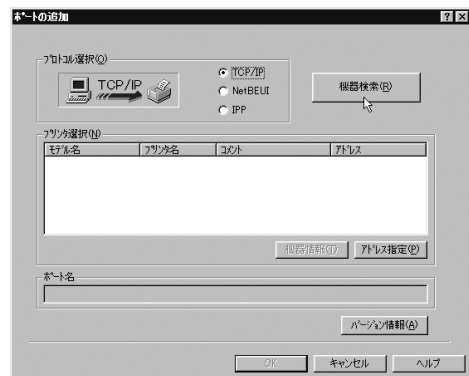 ポートの追加
プロトコル選択(O)
TCP/IP
TCP/IP
NetBEUI
IPP
機器検索(R)
プリンタ選択(N)
モデル名 プリンタ名 コメント アドレス
機器情報(I) アドレス指定(P)
ポート名
バージョン情報(A)
OK キャンセル ヘルプ